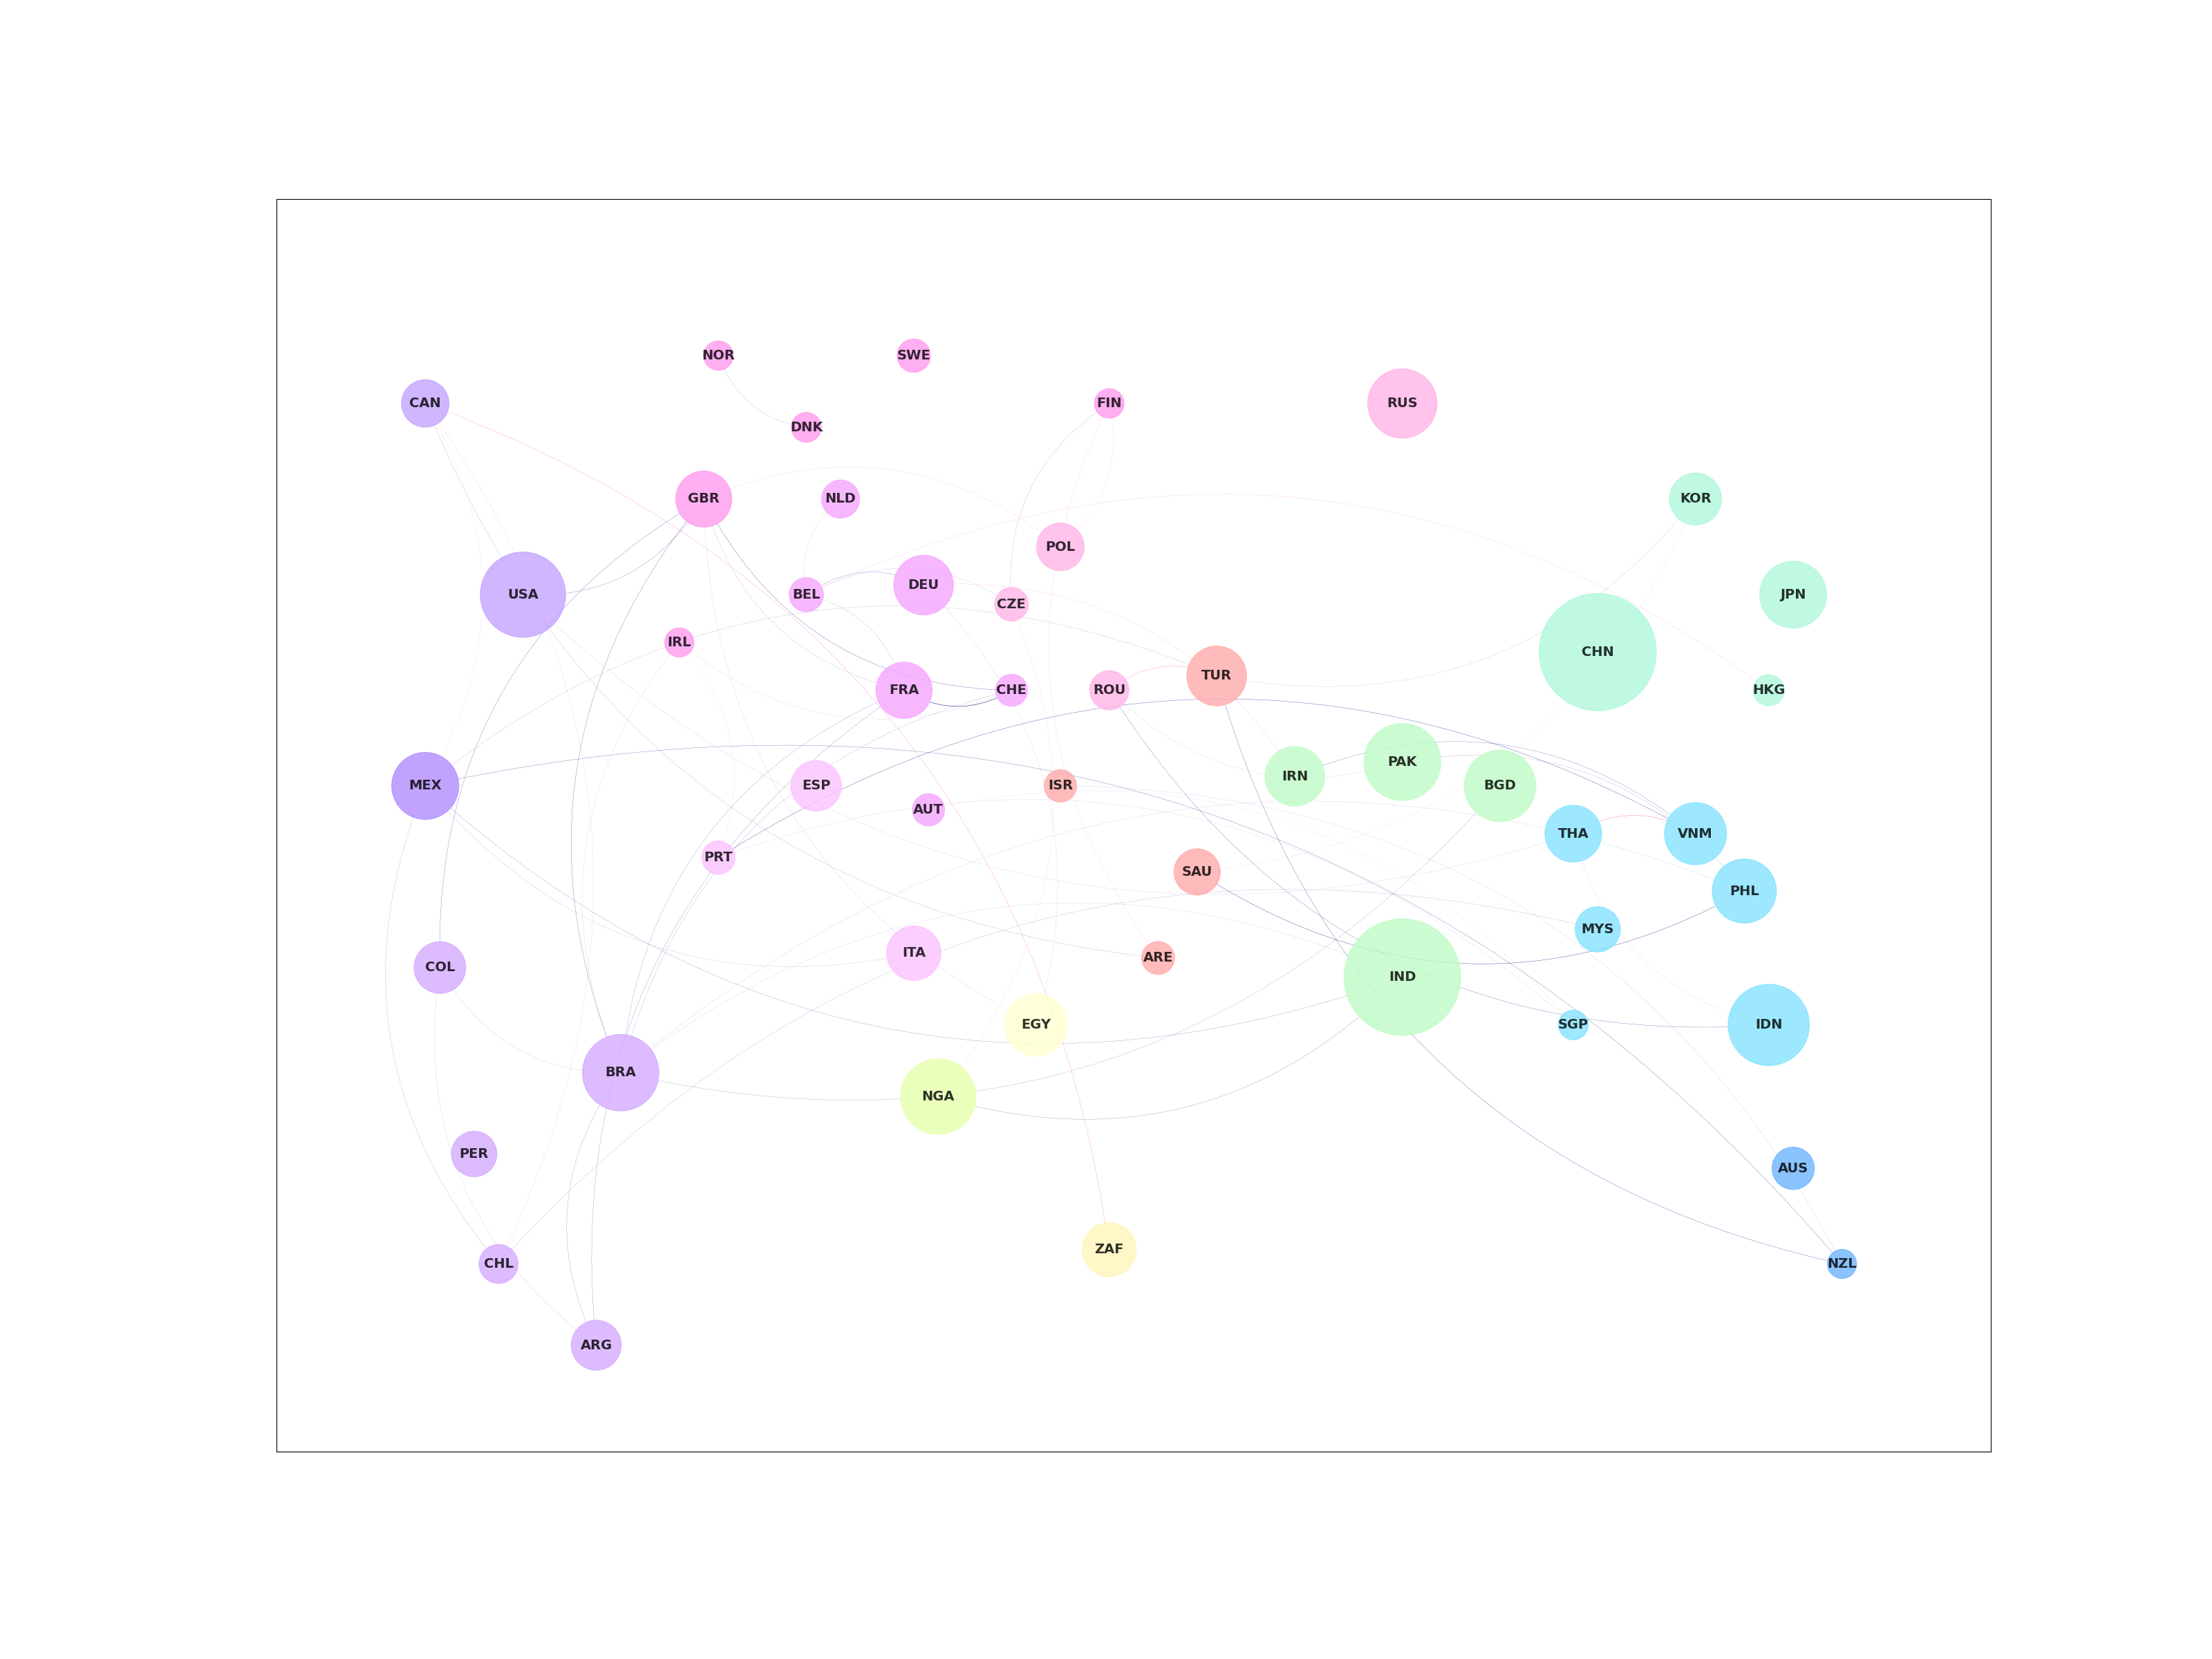 NOR
SWE
CAN
FIN
RUS
DNK
GBR
NLD
KOR
POL
DEU
USA
BEL
JPN
CZE
IRL
CHN
TUR
FRA
CHE
ROU
HKG
PAK
IRN
MEX
ESP
ISR
BGD
AUT
THA
VNM
PRT
SAU
PHL
MYS
ITA
ARE
COL
IND
EGY
SGP
IDN
BRA
NGA
PER
AUS
ZAF
CHL
NZL
ARG